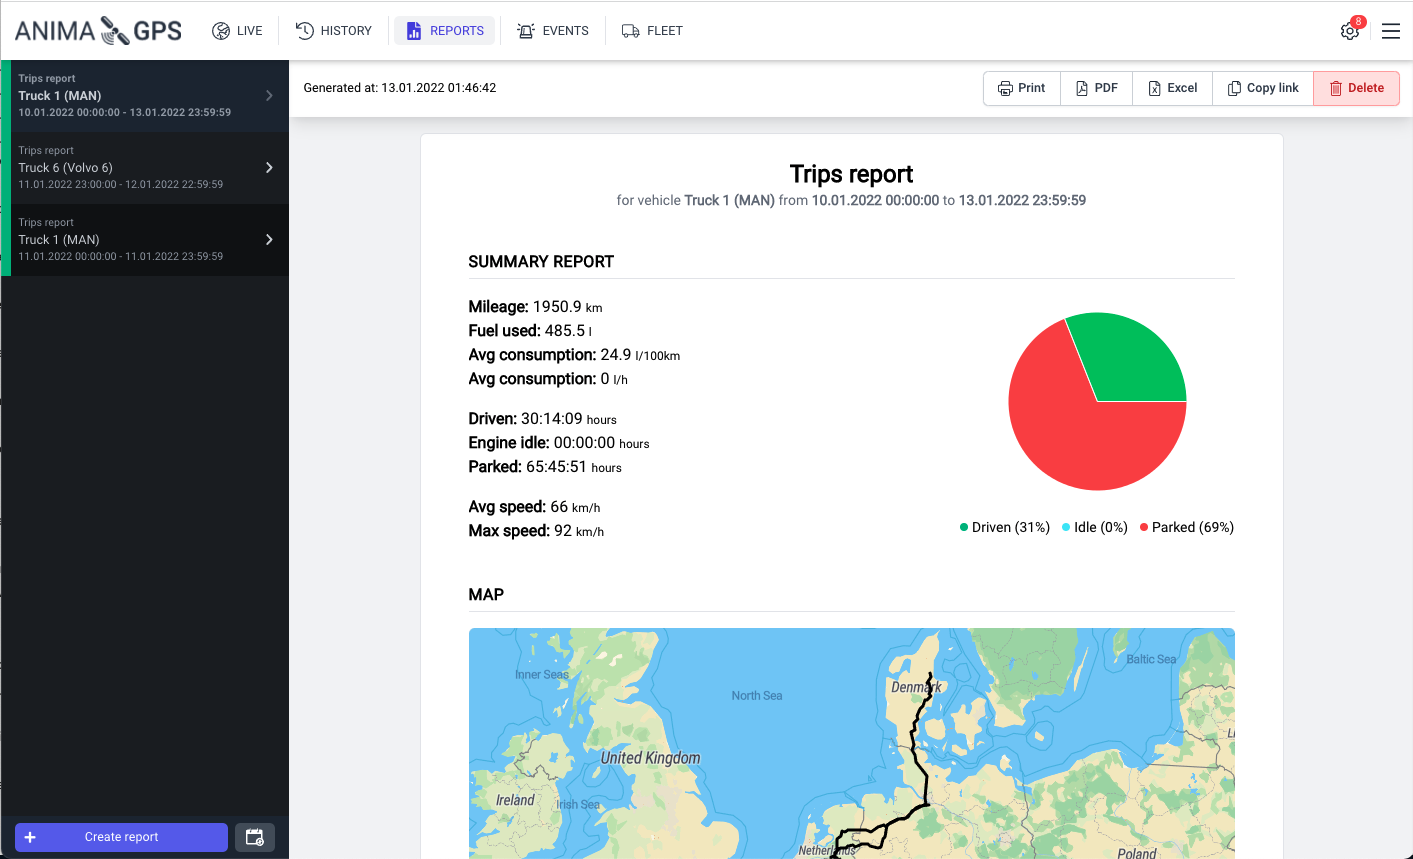 ANIMA GPS
LIVE
HISTORY
REPORTS
EVENTS
FLEET
8
Trips report
Truck 1 (MAN)
10.01.2022 00:00:00 - 13.01.2022 23:59:59
Trips report
Truck 6 (Volvo 6)
11.01.2022 23:00:00 - 12.01.2022 22:59:59
Trips report
Truck 1 (MAN)
11.01.2022 00:00:00 - 11.01.2022 23:59:59
Create report
Generated at: 13.01.2022 01:46:42
Print
PDF
Excel
Copy link
Delete
Trips report
for vehicle Truck 1 (MAN) from 10.01.2022 00:00:00 to 13.01.2022 23:59:59
SUMMARY REPORT
Mileage: 1950.9 km
Fuel used: 485.5 l
Avg consumption: 24.9 l/100km
Avg consumption: 0 l/h
Driven: 30:14:09 hours
Engine idle: 00:00:00 hours
Parked: 65:45:51 hours
Avg speed: 66 km/h
Max speed: 92 km/h
Driven (31%)
Idle (0%)
Parked (69%)
MAP
Inner Seas
North Sea
Denmark
Baltic Sea
United Kingdom
Ireland
Irish Sea
Netherlands
Poland